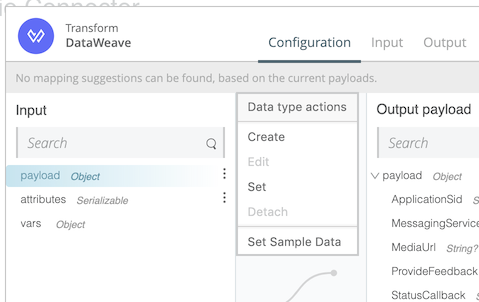 Transform
DataWeave
Configuration Input Output
No mapping suggestions can be found, based on the current payloads.
Input
Search
payload Object
attributes Serializable
vars Object
Data type actions
Create
Edit
Set
Detach
Set Sample Data
Output payload
Search
payload Object
ApplicationSid
MessagingService
MediaUrl String?
ProvideFeedback
StatusCallback